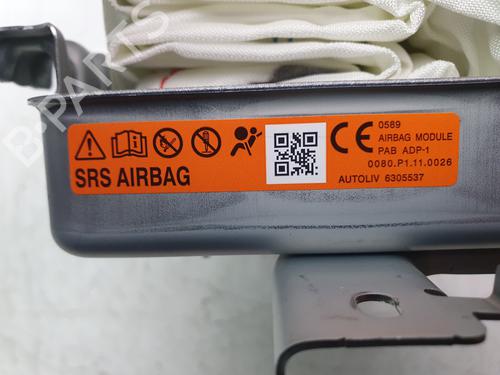 B-PARTS
SRS AIRBAG
CE 0589
AIRBAG MODULE
PAB ADP-1
0080.P1.11.0026
AUTOLIV 6305537